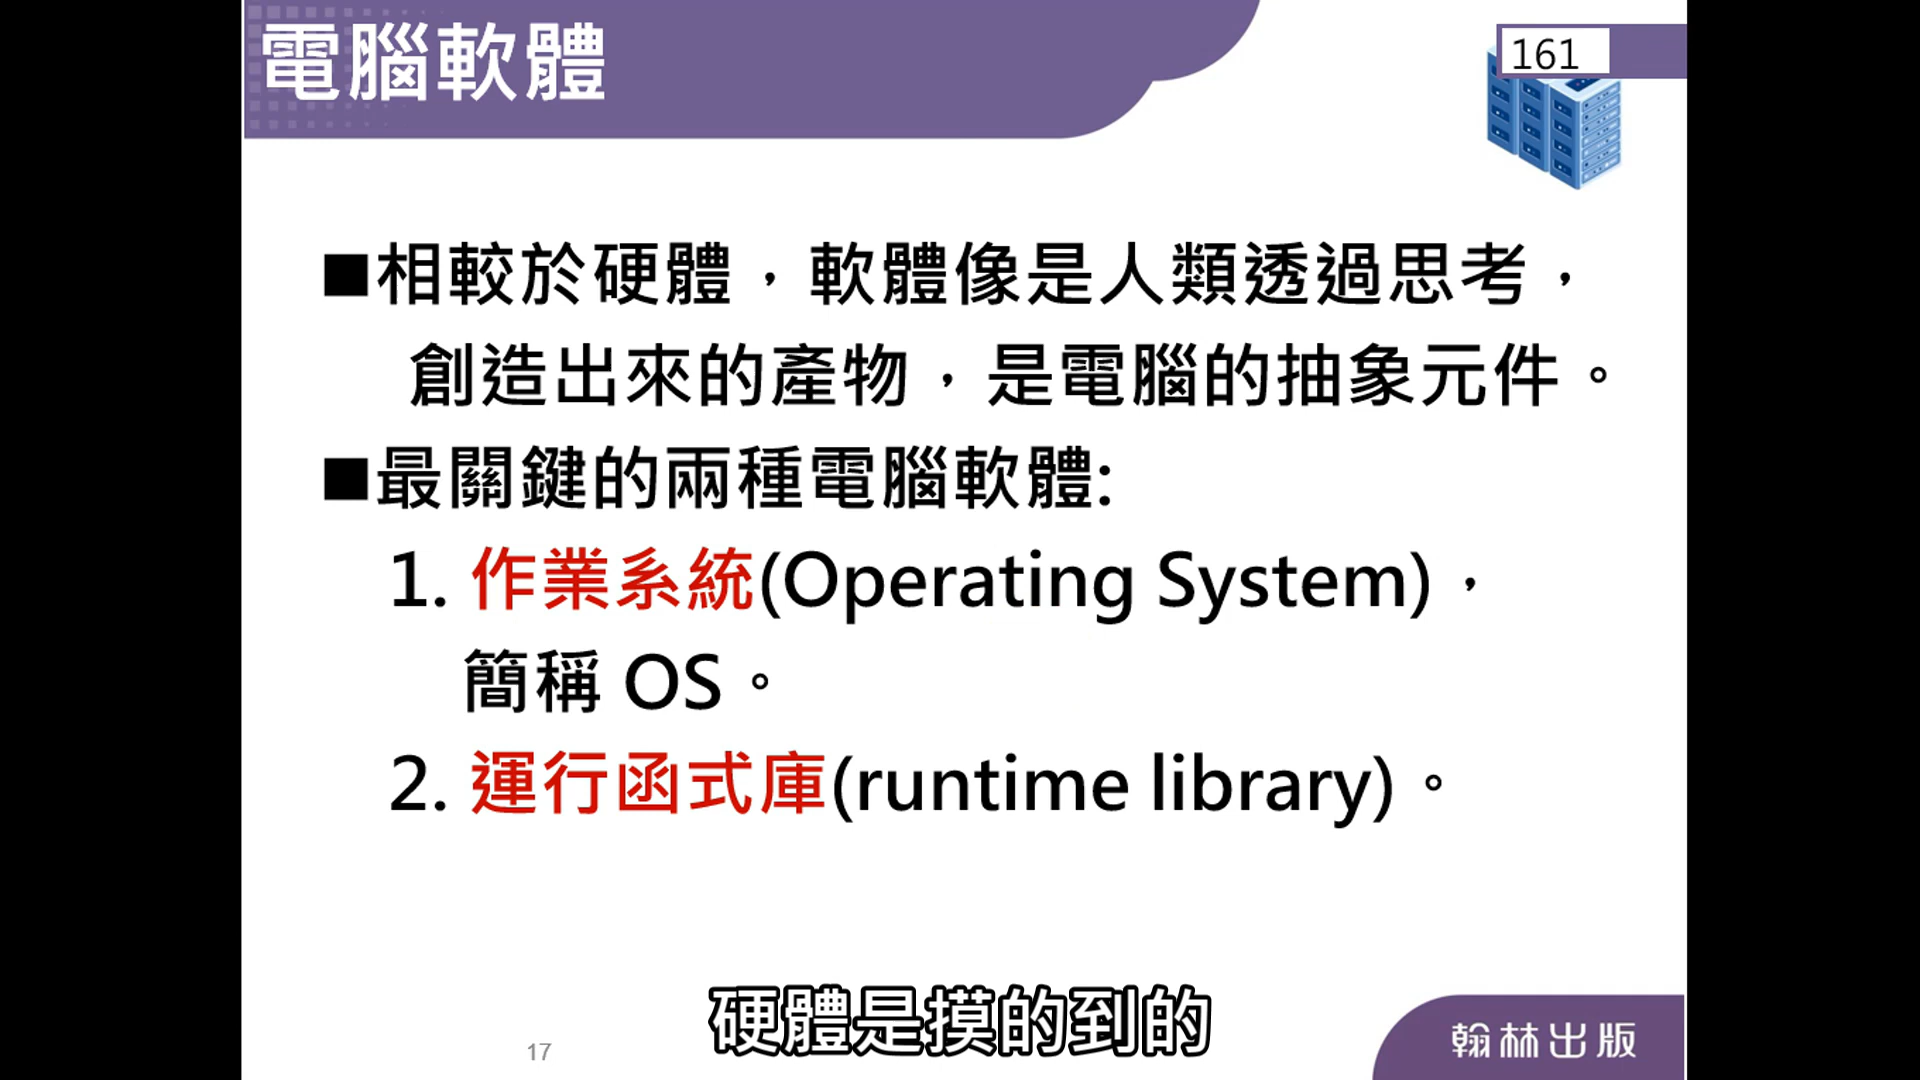 電腦軟體
161
■相較於硬體，軟體像是人類透過思考，
創造出來的產物，是電腦的抽象元件。
■最關鍵的兩種電腦軟體:
1. 作業系統(Operating System)，
簡稱 OS。
2. 運行函式庫(runtime library)。
硬體是摸的到的
17
翰林出版